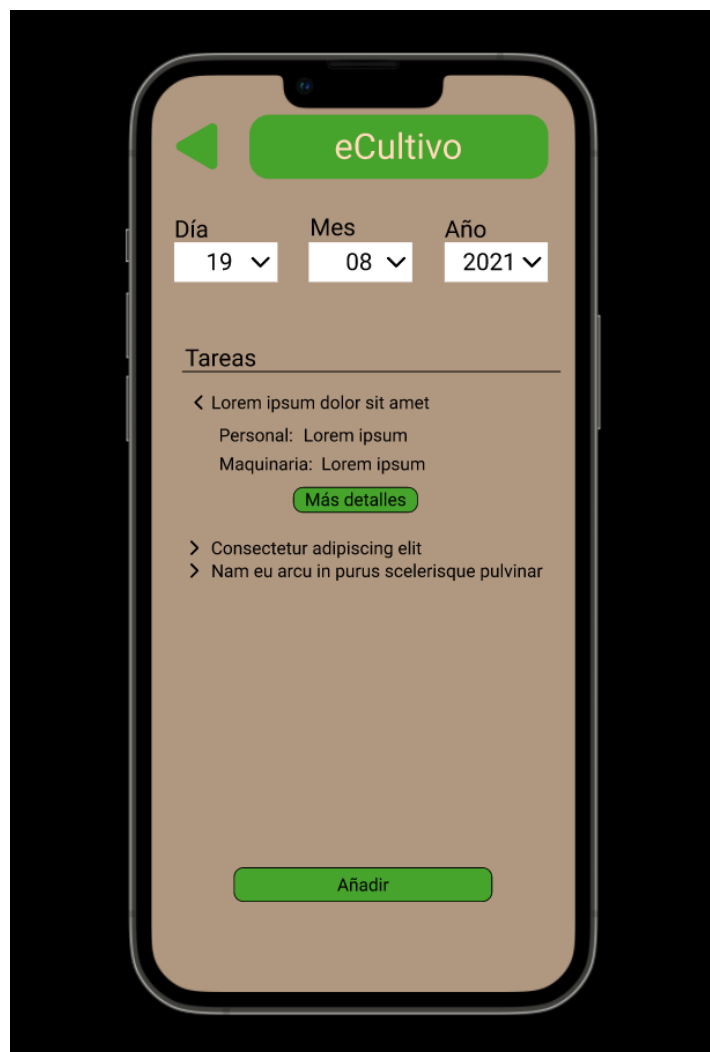 eCultivo
Día Mes Año
19 08 2021
Tareas
Lorem ipsum dolor sit amet
Personal: Lorem ipsum
Maquinaria: Lorem ipsum
Más detalles
Consectetur adipiscing elit
Nam eu arcu in purus scelerisque pulvinar
Añadir